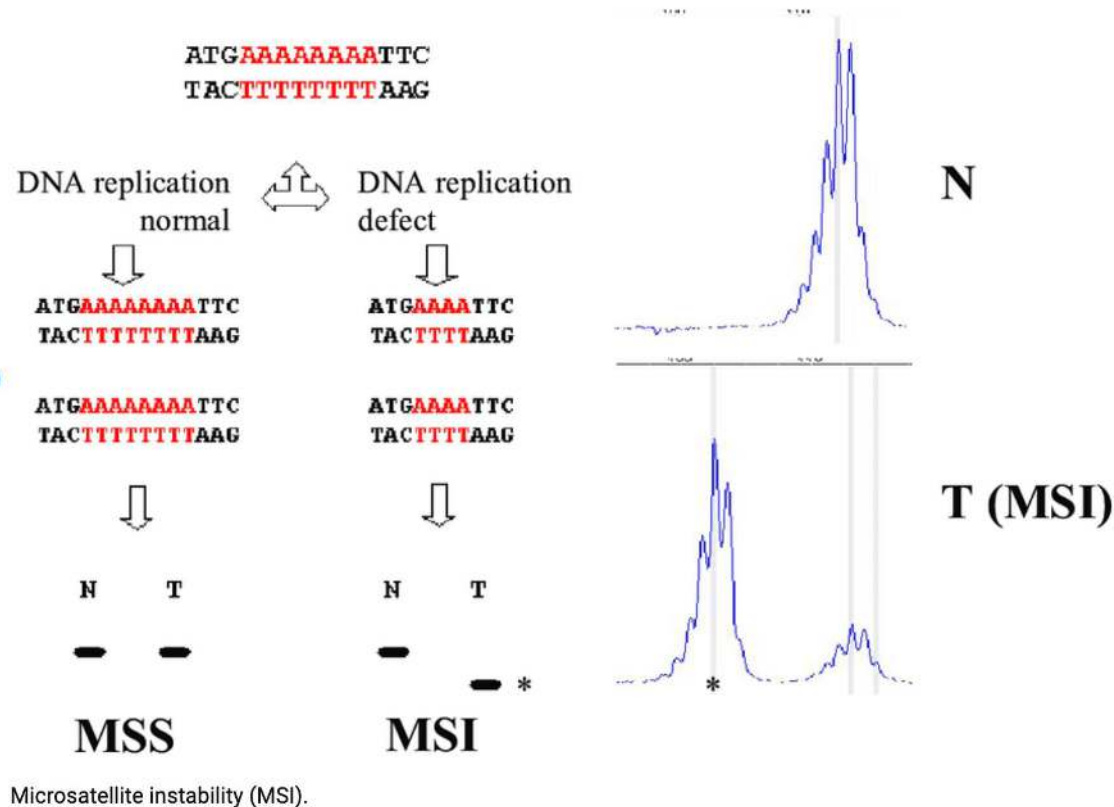 ATGAAAAAAAATTC
TACTTTTTTTTAAG
DNA replication
normal
DNA replication
defect
ATGAAAAAAAATTC
TACTTTTTTTTAAG
ATGAAAAAAAATTC
TACTTTTTTTTAAG
N T
MSS
ATGAAAATTC
TACTTTTAAG
ATGAAAATTC
TACTTTTAAG
N T
*
MSI
N
T (MSI)
*
Microsatellite instability (MSI).